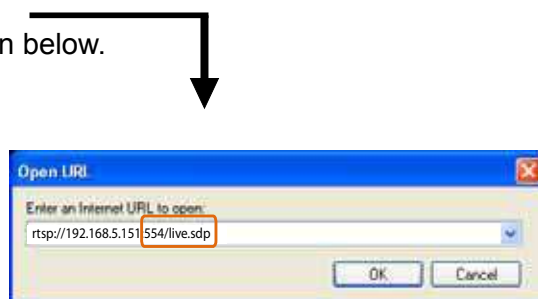 n below.
Open URL
Enter an Internet URL to open:
rtsp://192.168.5.151:554/live.sdp
OK Cancel